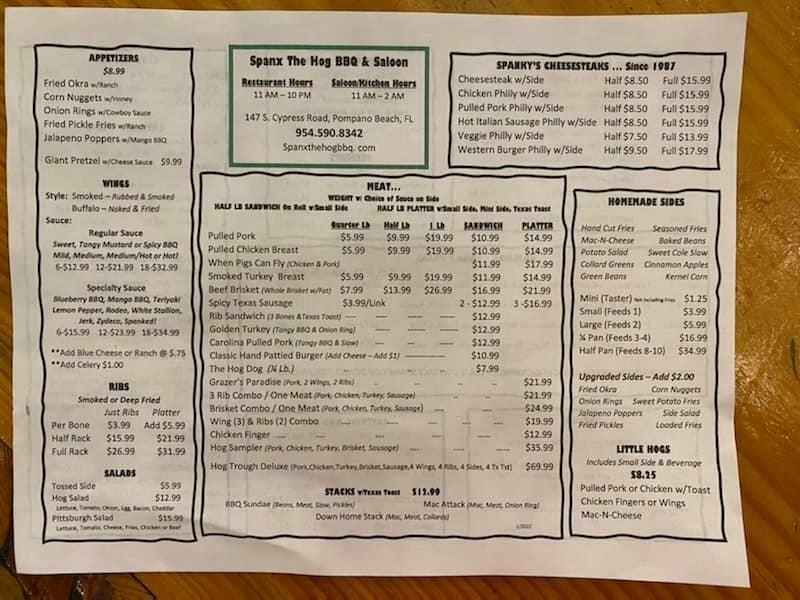 APPETIZERS
$8.99
Fried Okra w/Ranch
Corn Nuggets w/Honey
Onion Rings w/Cowboy Sauce
Fried Pickle Fries w/Ranch
Jalapeno Poppers w/Mango BBQ
Giant Pretzel w/Cheese Sauce $9.99
WINGS
Style: Smoked – Rubbed & Smoked
Buffalo – Naked & Fried
Sauce:
Regular Sauce
Sweet, Tangy Mustard or Spicy BBQ
Mild, Medium, Medium/Hot or Hot!
6-$12.99 12-$21.99 18-$32.99
Specialty Sauce
Blueberry BBQ, Mango BBQ, Teriyaki
Lemon Pepper, Rodeo, White Stallion,
Jerk, Zydeco, Spanked!
6-$15.99 12-$23.99 18-$34.99
**Add Blue Cheese or Ranch @ $.75
**Add Celery $1.00
RIBS
Smoked or Deep Fried
Just Ribs Platter
Per Bone $3.99 Add $5.99
Half Rack $15.99 $21.99
Full Rack $26.99 $31.99
SALADS
Tossed Side $5.99
Hog Salad $12.99
Lettuce, Tomato, Onion, Egg, Bacon, Cheddar
Pittsburgh Salad $15.99
Lettuce, Tomato, Cheese, Fries, Chicken or Beef
Spanx The Hog BBQ & Saloon
Restaurant Hours Saloon/Kitchen Hours
11 AM – 10 PM 11 AM – 2 AM
147 S. Cypress Road, Pompano Beach, FL
954.590.8342
Spanxthehogbbq.com
SPANKY'S CHEESESTEAKS ... Since 1987
Cheesesteak w/Side Half $8.50 Full $15.99
Chicken Philly w/Side Half $8.50 Full $15.99
Pulled Pork Philly w/Side Half $8.50 Full $15.99
Hot Italian Sausage Philly w/Side Half $8.50 Full $15.99
Veggie Philly w/Side Half $7.50 Full $13.99
Western Burger Philly w/Side Half $9.50 Full $17.99
MEAT...
WEIGHT w/ Choice of Sauce on Side
HALF LB SANDWICH On Roll w/Small Side HALF LB PLATTER w/Small Side, Mini Side, Texas Toast
Quarter Lb Half Lb 1 Lb SANDWICH PLATTER
Pulled Pork $5.99 $9.99 $19.99 $10.99 $14.99
Pulled Chicken Breast $5.99 $9.99 $19.99 $10.99 $14.99
When Pigs Can Fly (Chicken & Pork) $11.99 $17.99
Smoked Turkey Breast $5.99 $9.99 $19.99 $11.99 $14.99
Beef Brisket (Whole Brisket w/Fat) $7.99 $13.99 $26.99 $16.99 $21.99
Spicy Texas Sausage $3.99/Link 2 - $12.99 3 -$16.99
Rib Sandwich (3 Bones &Texas Toast) ---- ----- ------ $12.99
Golden Turkey (Tangy BBQ & Onion Ring) $12.99
Carolina Pulled Pork (Tangy BBQ & Slaw) $12.99
Classic Hand Pattied Burger (Add Cheese – Add $1) $10.99
The Hog Dog (¼ Lb.) $7.99
Grazer's Paradise (Pork, 2 Wings, 2 Ribs) $21.99
3 Rib Combo / One Meat (Pork, Chicken, Turkey, Sausage) $21.99
Brisket Combo / One Meat (Pork, Chicken, Turkey, Sausage) $24.99
Wing (3) & Ribs (2) Combo $19.99
Chicken Finger $12.99
Hog Sampler (Pork, Chicken, Turkey, Brisket, Sausage) $35.99
Hog Trough Deluxe (Pork,Chicken,Turkey,Brisket,Sausage,4 Wings, 4 Ribs, 4 Sides, 4 Tx Tst) $69.99
STACKS w/Texas Toast $12.99
BBQ Sundae (Beans, Meat, Slaw, Pickles) Mac Attack (Mac, Meat, Onion Ring)
Down Home Stack (Mac, Meat, Collards)
1/2022
HOMEMADE SIDES
Hand Cut Fries Seasoned Fries
Mac-N-Cheese Baked Beans
Potato Salad Sweet Cole Slaw
Collard Greens Cinnamon Apples
Green Beans Kernel Corn
Mini (Taster) Not Including Fries $1.25
Small (Feeds 1) $3.99
Large (Feeds 2) $5.99
¼ Pan (Feeds 3-4) $16.99
Half Pan (Feeds 8-10) $34.99
Upgraded Sides – Add $2.00
Fried Okra Corn Nuggets
Onion Rings Sweet Potato Fries
Jalapeno Poppers Side Salad
Fried Pickles Loaded Fries
LITTLE HOGS
Includes Small Side & Beverage
$8.25
Pulled Pork or Chicken w/Toast
Chicken Fingers or Wings
Mac-N-Cheese